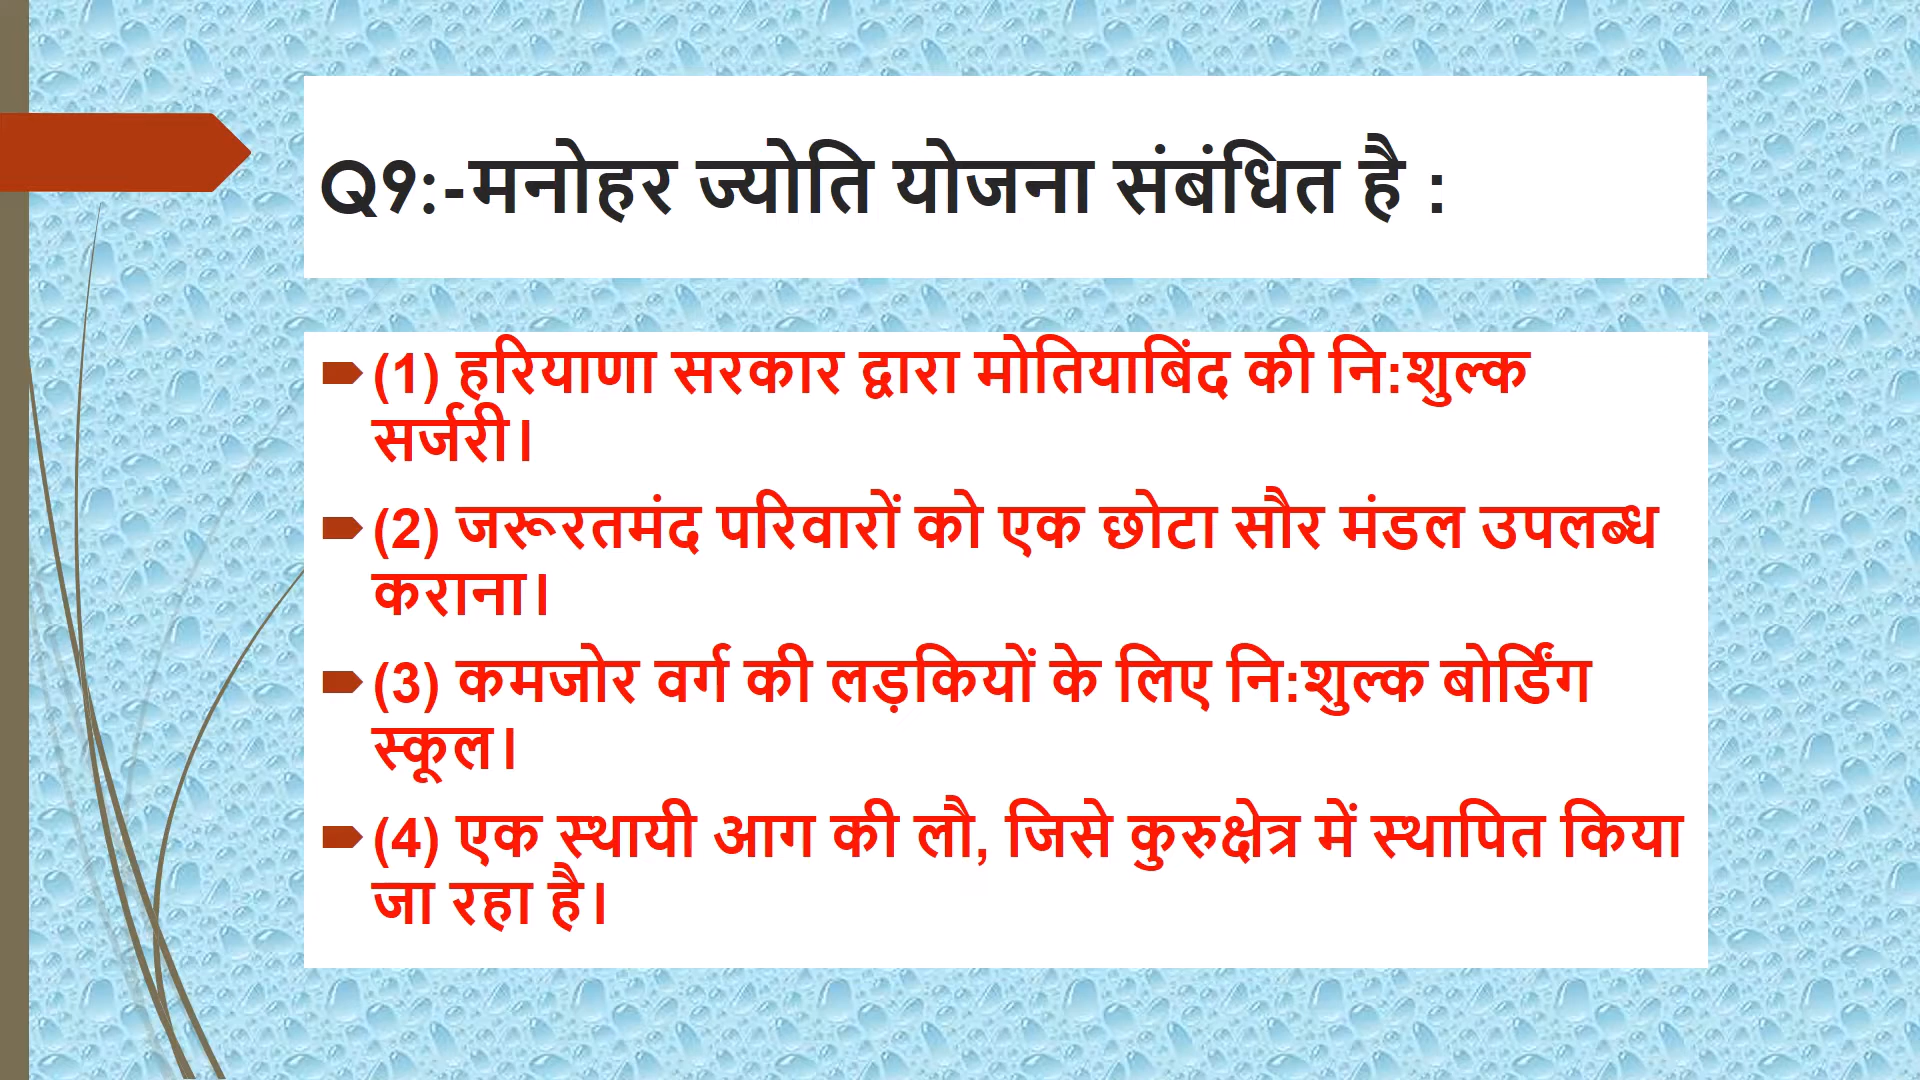 Q१:-मनोहर ज्योति योजना संबंधित है :
(1) हरियाणा सरकार द्वारा मोतियाबिंद की नि:शुल्क
सर्जरी।
(2) जरूरतमंद परिवारों को एक छोटा सौर मंडल उपलब्ध
कराना।
(3) कमजोर वर्ग की लड़कियों के लिए नि:शुल्क बोर्डिंग
स्कूल।
(4) एक स्थायी आग की लौ, जिसे कुरुक्षेत्र में स्थापित किया
जा रहा है।